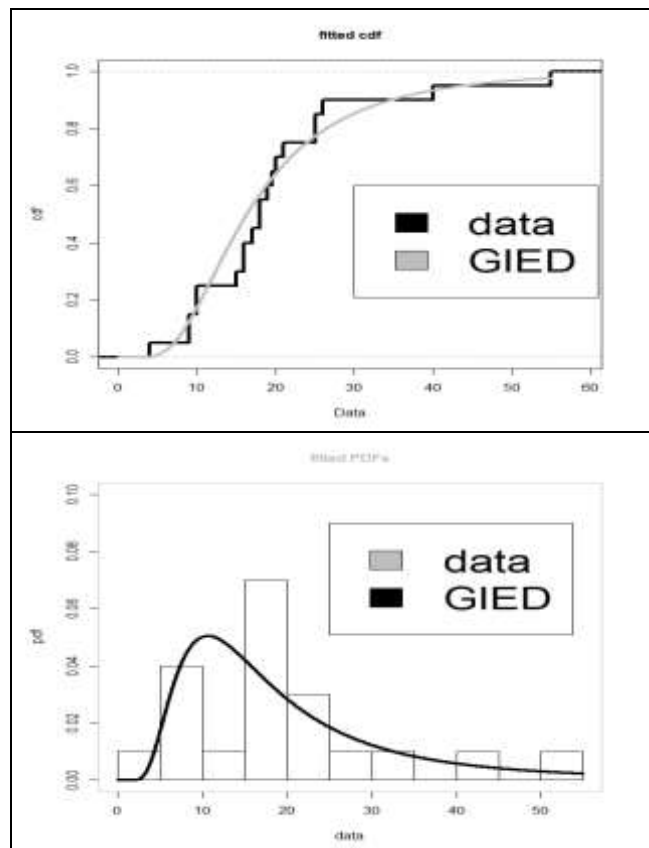 fitted cdf
1.0
0.8
0.6
0.4
0.2
0.0
cdf
data
GIED
0 10 20 30 40 50 60
Data
fitted PDFs
0.10
0.08
0.06
0.04
0.02
0.00
pdf
data
GIED
0 10 20 30 40 50
data